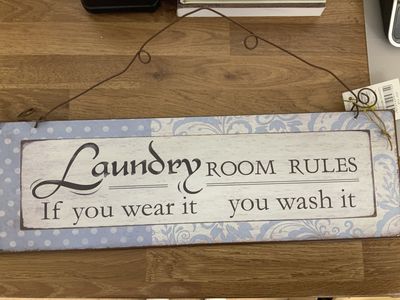 Laundry ROOM RULES
If you wear it you wash it